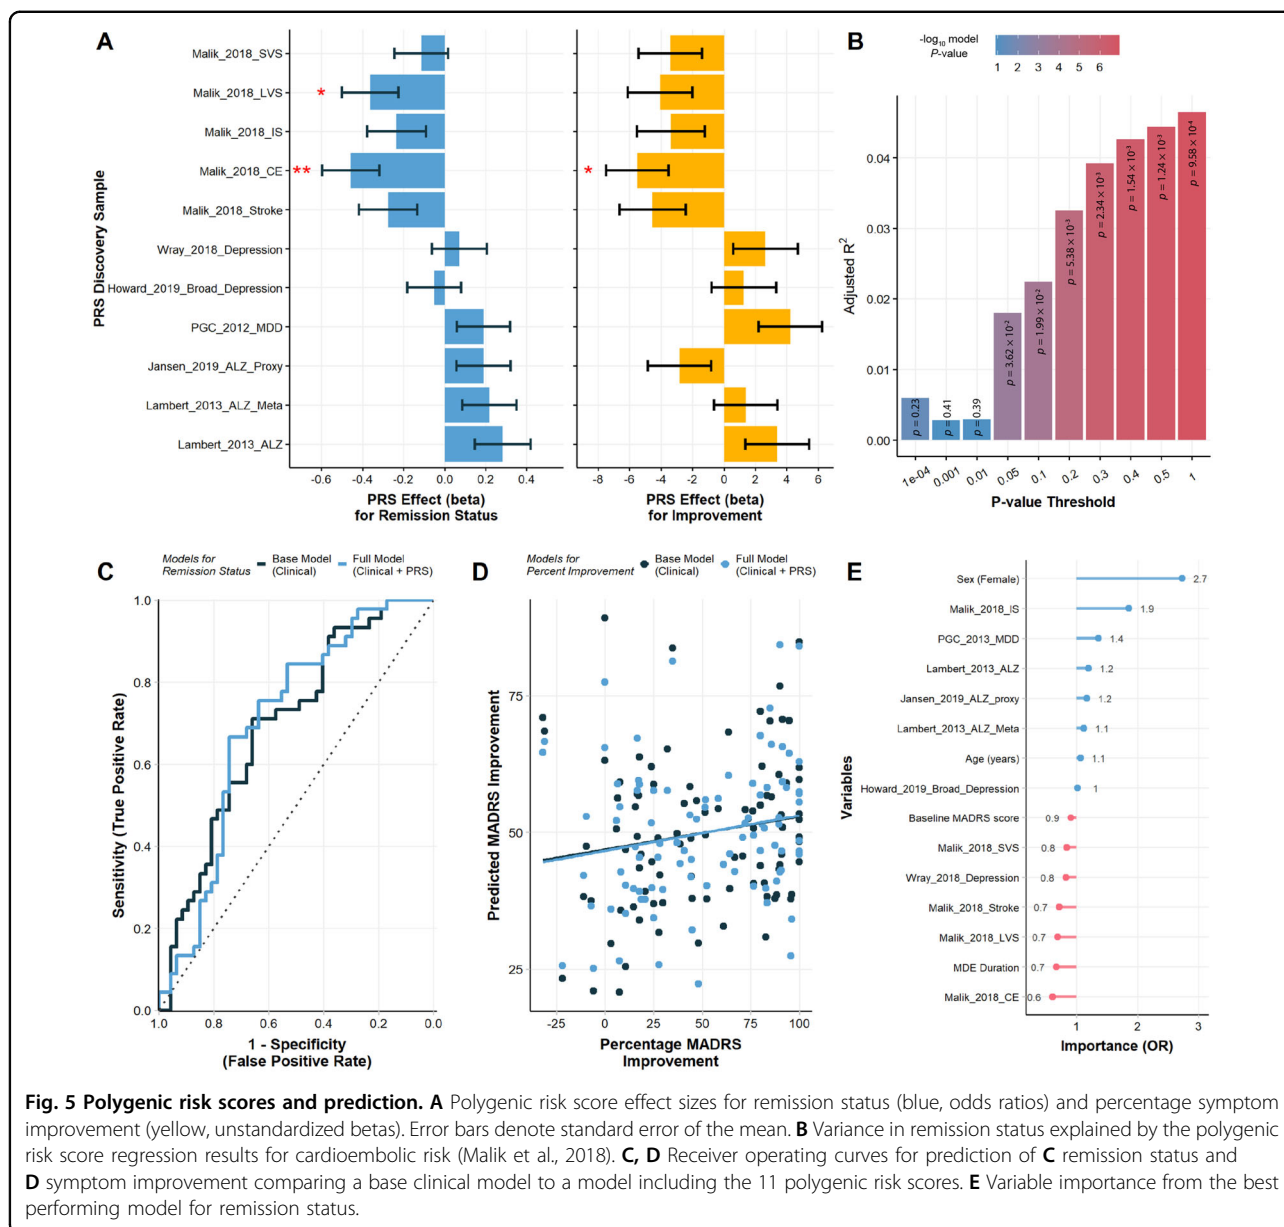 A
PRS Discovery Sample
Malik_2018_SVS
Malik_2018_LVS
Malik_2018_IS
Malik_2018_CE
Malik_2018_Stroke
Wray_2018_Depression
Howard_2019_Broad_Depression
PGC_2012_MDD
Jansen_2019_ALZ_Proxy
Lambert_2013_ALZ_Meta
Lambert_2013_ALZ
*
**
*
-0.6 -0.4 -0.2 0.0 0.2 0.4
PRS Effect (beta)
for Remission Status
-8 -6 -4 -2 0 2 4 6
PRS Effect (beta)
for Improvement
B
-log10 model
P-value
1 2 3 4 5 6
Adjusted R2
0.04
0.03
0.02
0.01
0.00
p = 0.23
p = 0.41
p = 0.39
p = 3.62 × 10-2
p = 1.99 × 10-2
p = 5.38 × 10-3
p = 2.34 × 10-3
p = 1.54 × 10-3
p = 1.24 × 10-3
p = 9.58 × 10-4
1e-04 0.001 0.01 0.05 0.1 0.2 0.3 0.4 0.5 1
P-value Threshold
C
Models for
Remission Status
Base Model
(Clinical)
Full Model
(Clinical + PRS)
Sensitivity (True Positive Rate)
1.0
0.8
0.6
0.4
0.2
0.0
1.0 0.8 0.6 0.4 0.2 0.0
1 - Specificity
(False Positive Rate)
D
Models for
Percent Improvement
Base Model
(Clinical)
Full Model
(Clinical + PRS)
Predicted MADRS Improvement
75
50
25
-25 0 25 50 75 100
Percentage MADRS
Improvement
E
Variables
Sex (Female) 2.7
Malik_2018_IS 1.9
PGC_2013_MDD 1.4
Lambert_2013_ALZ 1.2
Jansen_2019_ALZ_proxy 1.2
Lambert_2013_ALZ_Meta 1.1
Age (years) 1.1
Howard_2019_Broad_Depression 1
Baseline MADRS score 0.9
Malik_2018_SVS 0.8
Wray_2018_Depression 0.8
Malik_2018_Stroke 0.7
Malik_2018_LVS 0.7
MDE Duration 0.7
Malik_2018_CE 0.6
1 2 3
Importance (OR)
Fig. 5 Polygenic risk scores and prediction. A Polygenic risk score effect sizes for remission status (blue, odds ratios) and percentage symptom
improvement (yellow, unstandardized betas). Error bars denote standard error of the mean. B Variance in remission status explained by the polygenic
risk score regression results for cardioembolic risk (Malik et al., 2018). C, D Receiver operating curves for prediction of C remission status and
D symptom improvement comparing a base clinical model to a model including the 11 polygenic risk scores. E Variable importance from the best
performing model for remission status.